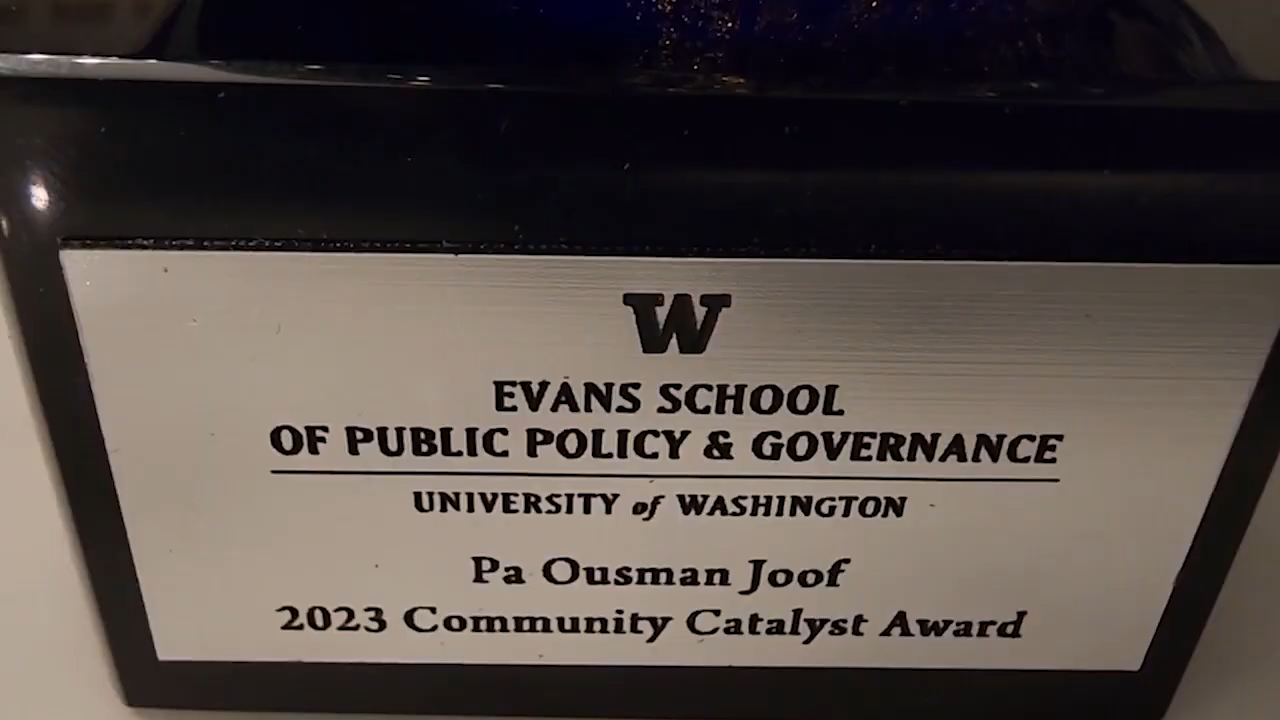 W
EVANS SCHOOL
OF PUBLIC POLICY & GOVERNANCE
UNIVERSITY of WASHINGTON
Pa Ousman Joof
2023 Community Catalyst Award